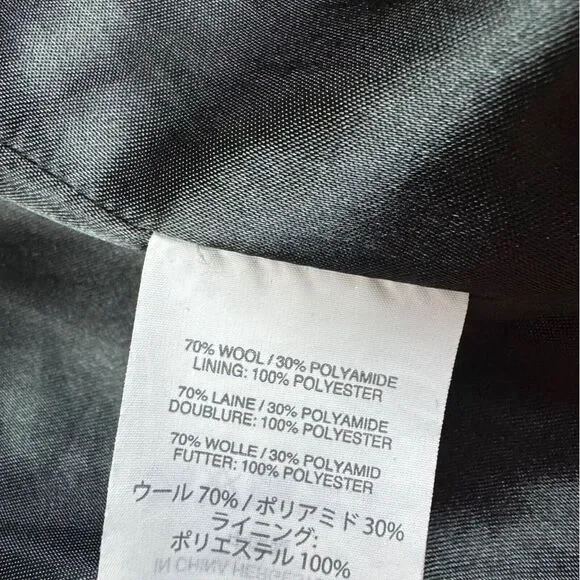 70% WOOL / 30% POLYAMIDE
LINING: 100% POLYESTER
70% LAINE / 30% POLYAMIDE
DOUBLURE: 100% POLYESTER
70% WOLLE / 30% POLYAMID
FUTTER: 100% POLYESTER
ウール 70% / ポリアミド 30%
ライニング:
ポリエステル 100%